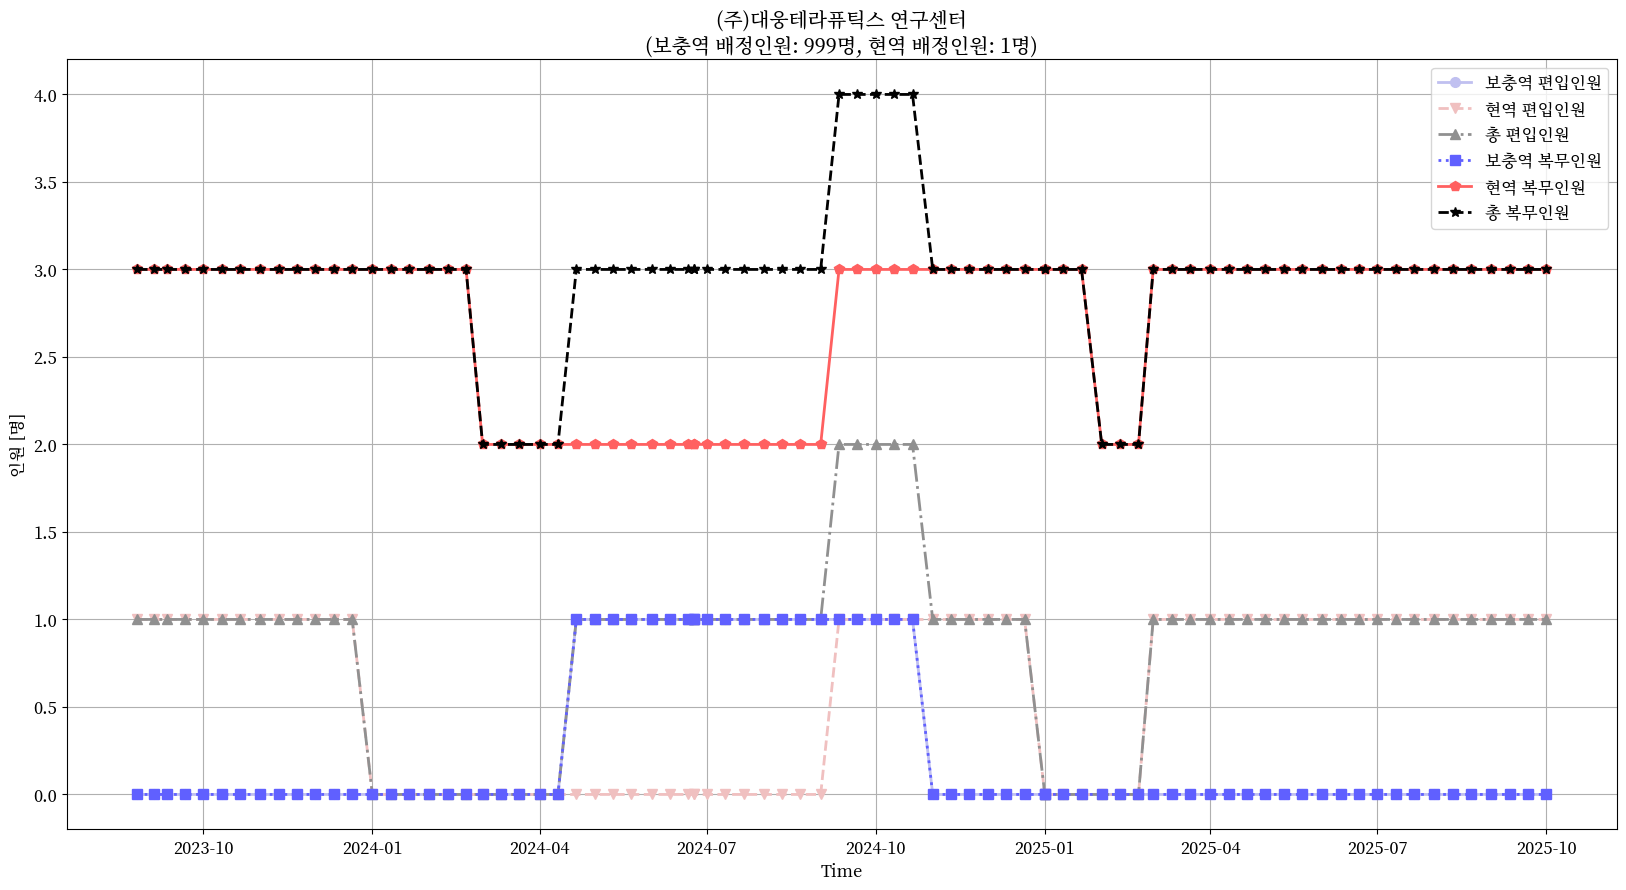 (주)대웅테라퓨틱스 연구센터
(보충역 배정인원: 999명, 현역 배정인원: 1명)
보충역 편입인원
현역 편입인원
총 편입인원
보충역 복무인원
현역 복무인원
총 복무인원
인원 [명]
4.0
3.5
3.0
2.5
2.0
1.5
1.0
0.5
0.0
2023-10 2024-01 2024-04 2024-07 2024-10 2025-01 2025-04 2025-07 2025-10
Time